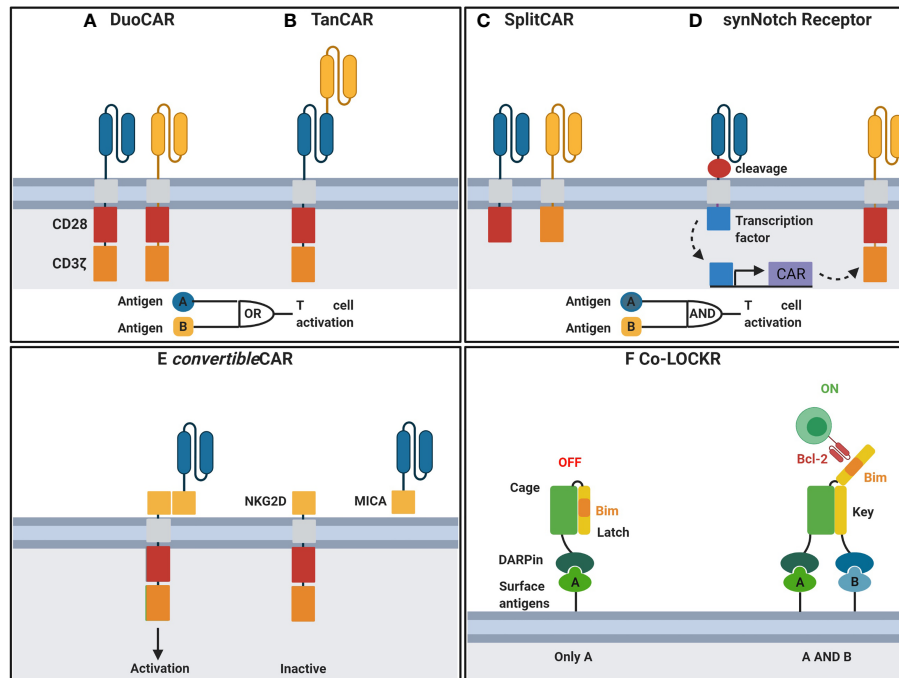 A DuoCAR
B TanCAR
CD28
CD3ζ
Antigen A
Antigen B
OR
T cell
activation
C SplitCAR
D synNotch Receptor
cleavage
Transcription
factor
CAR
Antigen A
Antigen B
AND
T cell
activation
E convertibleCAR
NKG2D
MICA
Activation
Inactive
F Co-LOCKR
ON
Bcl-2
OFF
Bim
Cage
Bim
Latch
Key
DARPin
Surface
antigens
A
A
B
Only A
A AND B